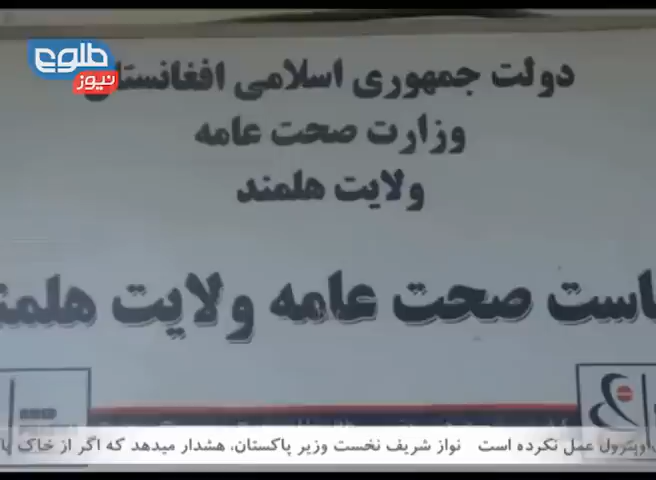 طلوع
نیوز
دولت جمهوری اسلامی افغانستان
وزارت صحت عامه
ولایت هلمند
صحت عامه ولایت هلمند
عمل نکرده است نواز شریف نخست وزیر پاکستان، هشدار میدهد که اگر از خاک